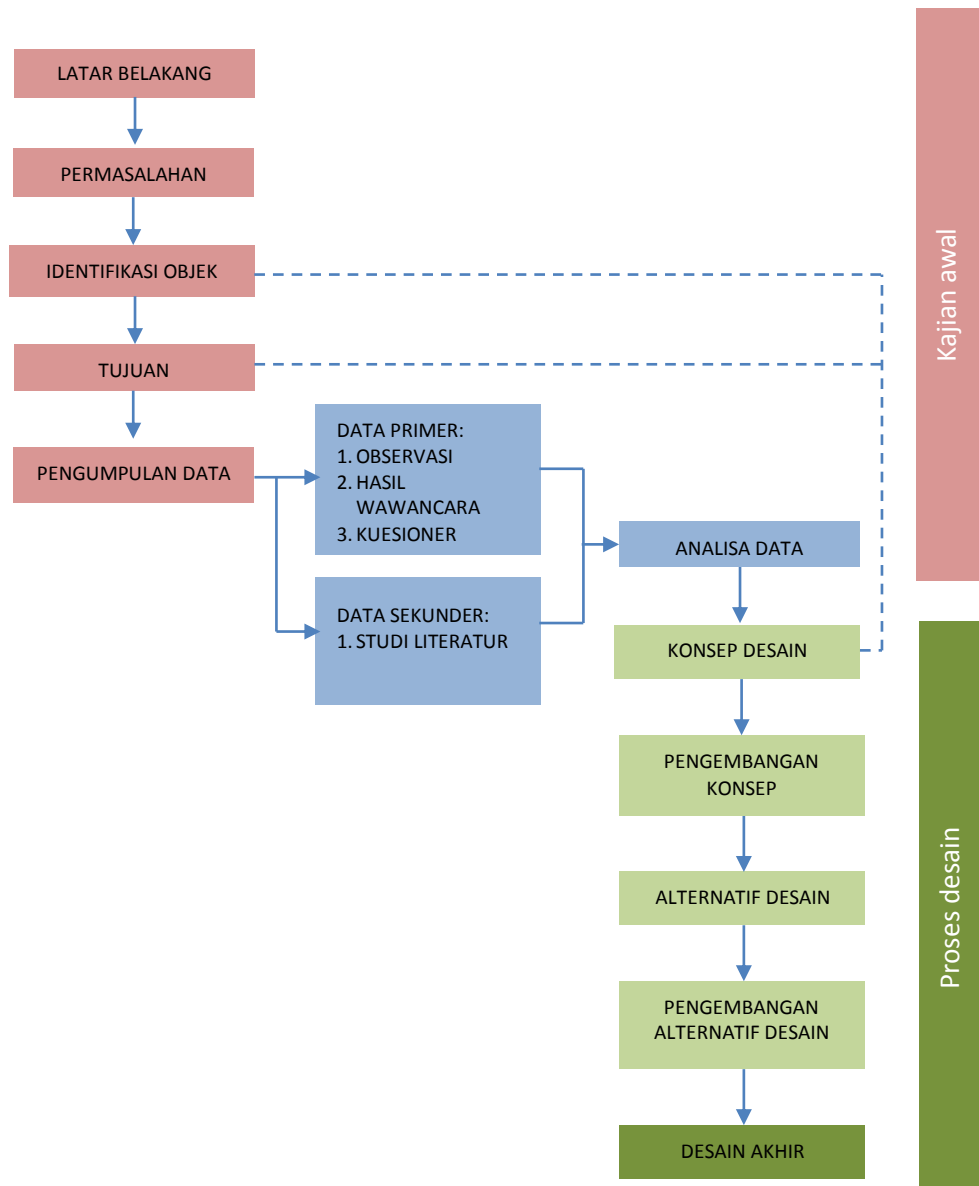 LATAR BELAKANG
PERMASALAHAN
IDENTIFIKASI OBJEK
TUJUAN
PENGUMPULAN DATA
DATA PRIMER:
1. OBSERVASI
2. HASIL
WAWANCARA
3. KUESIONER
DATA SEKUNDER:
1. STUDI LITERATUR
ANALISA DATA
KONSEP DESAIN
PENGEMBANGAN
KONSEP
ALTERNATIF DESAIN
PENGEMBANGAN
ALTERNATIF DESAIN
DESAIN AKHIR
Kajian awal
Proses desain